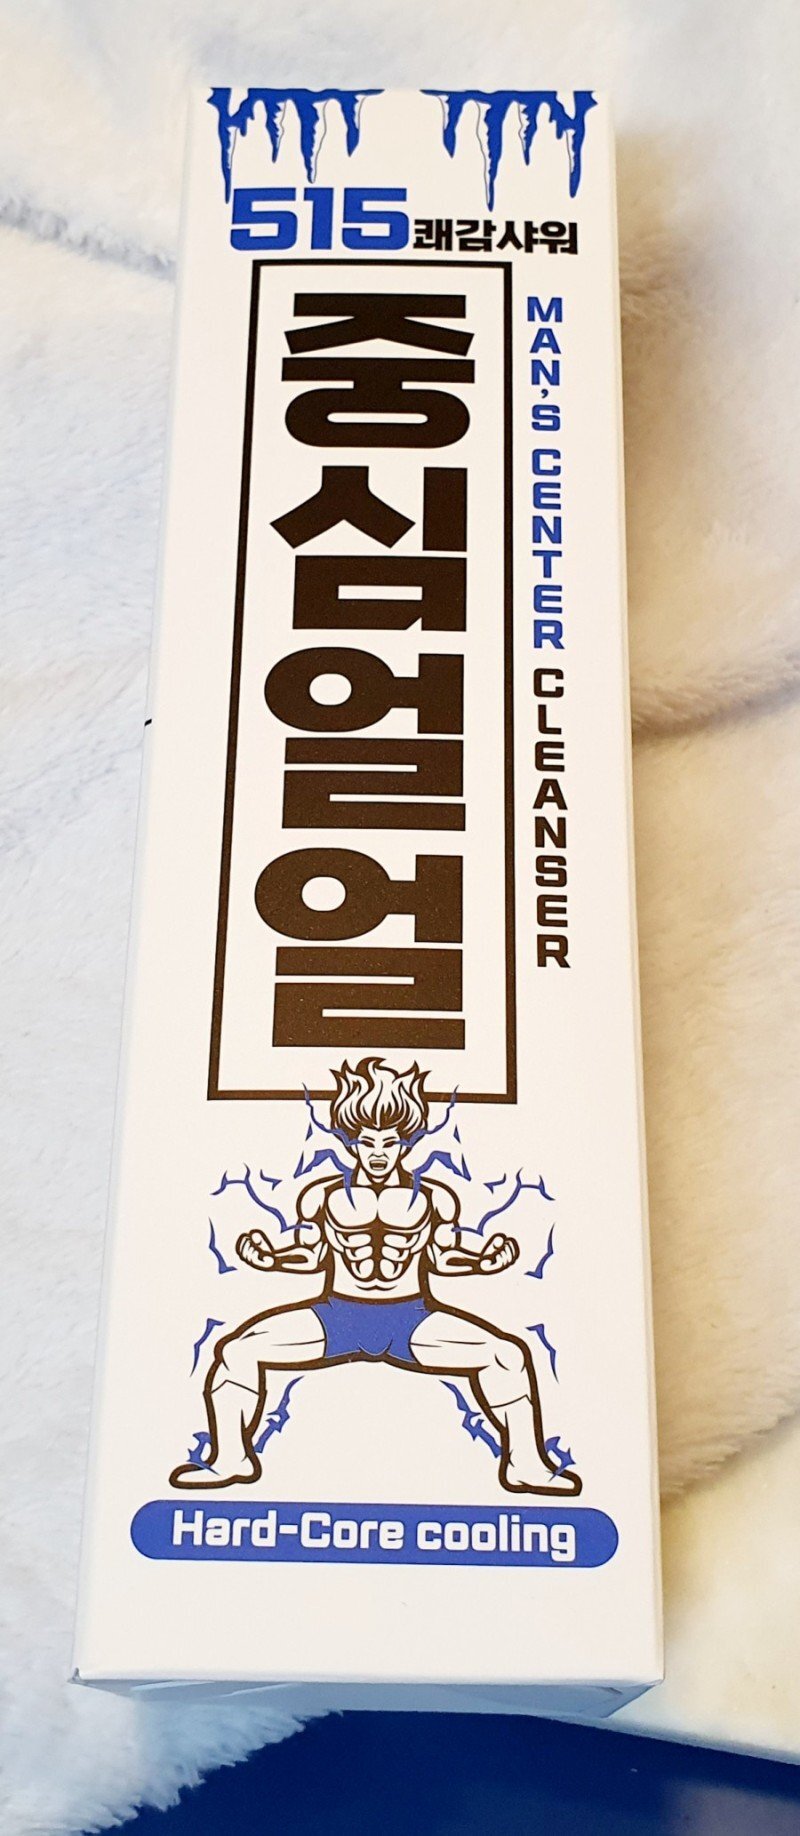 515쾌감샤워
중심얼얼
MAN'S CENTER CLEANSER
Hard-Core cooling